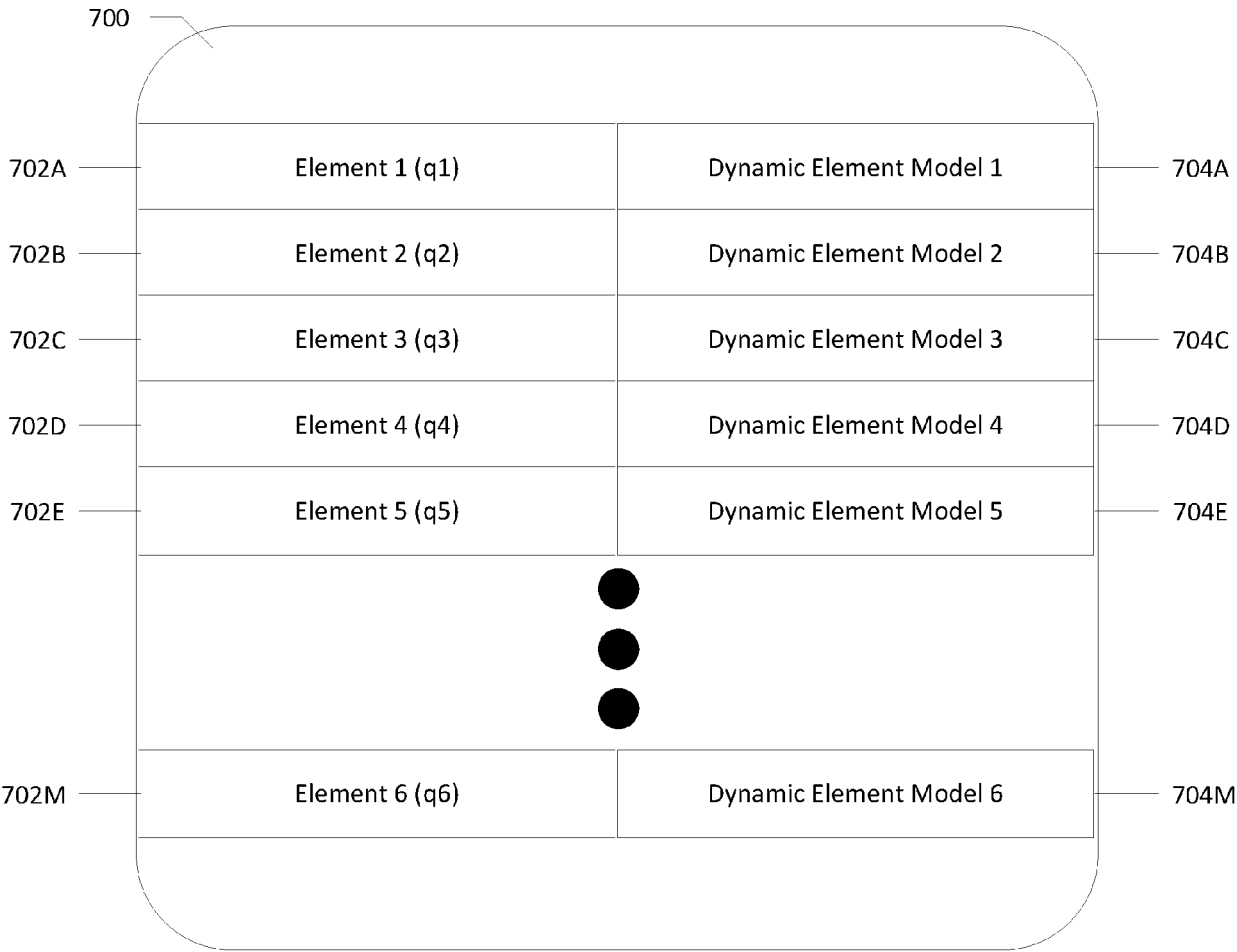 700
702A Element 1 (q1) Dynamic Element Model 1 704A
702B Element 2 (q2) Dynamic Element Model 2 704B
702C Element 3 (q3) Dynamic Element Model 3 704C
702D Element 4 (q4) Dynamic Element Model 4 704D
702E Element 5 (q5) Dynamic Element Model 5 704E
702M Element 6 (q6) Dynamic Element Model 6 704M